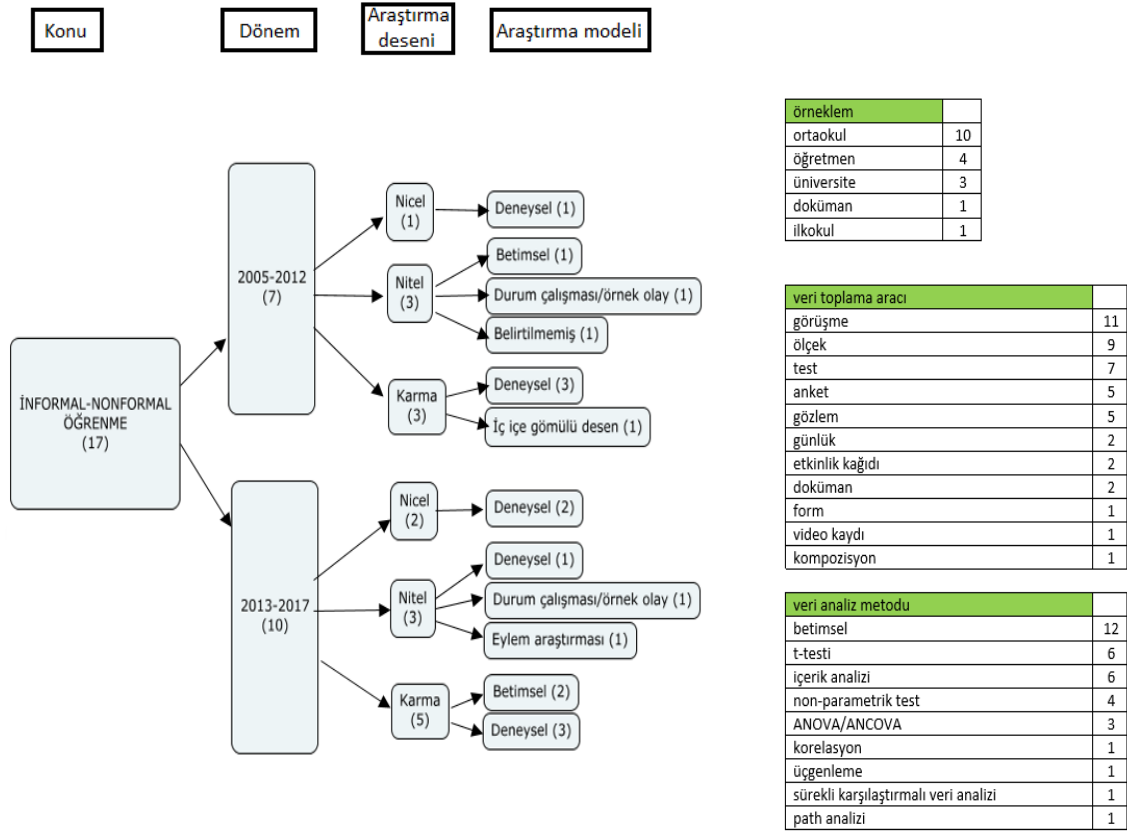 Konu
Dönem
Araştırma
deseni
Araştırma modeli
İNFORMAL-NONFORMAL
ÖĞRENME
(17)
2005-2012
(7)
Nicel
(1)
Deneysel (1)
Nitel
(3)
Betimsel (1)
Durum çalışması/örnek olay (1)
Belirtilmemiş (1)
Karma
(3)
Deneysel (3)
İç içe gömülü desen (1)
2013-2017
(10)
Nicel
(2)
Deneysel (2)
Nitel
(3)
Deneysel (1)
Durum çalışması/örnek olay (1)
Eylem araştırması (1)
Karma
(5)
Betimsel (2)
Deneysel (3)
örneklem
ortaokul 10
öğretmen 4
üniversite 3
doküman 1
ilkokul 1
veri toplama aracı
görüşme 11
ölçek 9
test 7
anket 5
gözlem 5
günlük 2
etkinlik kağıdı 2
doküman 2
form 1
video kaydı 1
kompozisyon 1
veri analiz metodu
betimsel 12
t-testi 6
içerik analizi 6
non-parametrik test 4
ANOVA/ANCOVA 3
korelasyon 1
üçgenleme 1
sürekli karşılaştırmalı veri analizi 1
path analizi 1